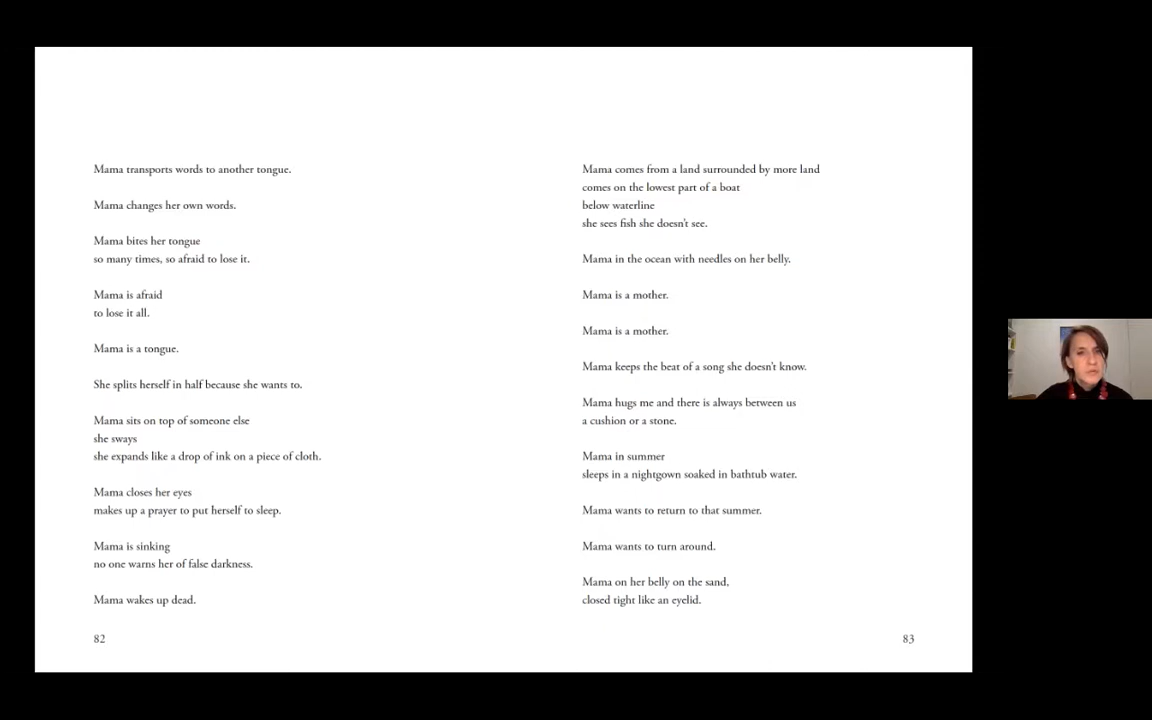 Mama transports words to another tongue.
Mama changes her own words.
Mama bites her tongue
so many times, so afraid to lose it.
Mama is afraid
to lose it all.
Mama is a tongue.
She splits herself in half because she wants to.
Mama sits on top of someone else
she sways
she expands like a drop of ink on a piece of cloth.
Mama closes her eyes
makes up a prayer to put herself to sleep.
Mama is sinking
no one warns her of false darkness.
Mama wakes up dead.
82
Mama comes from a land surrounded by more land
comes on the lowest part of a boat
below waterline
she sees fish she doesn't see.
Mama in the ocean with needles on her belly.
Mama is a mother.
Mama is a mother.
Mama keeps the beat of a song she doesn't know.
Mama hugs me and there is always between us
a cushion or a stone.
Mama in summer
sleeps in a nightgown soaked in bathtub water.
Mama wants to return to that summer.
Mama wants to turn around.
Mama on her belly on the sand,
closed tight like an eyelid.
83